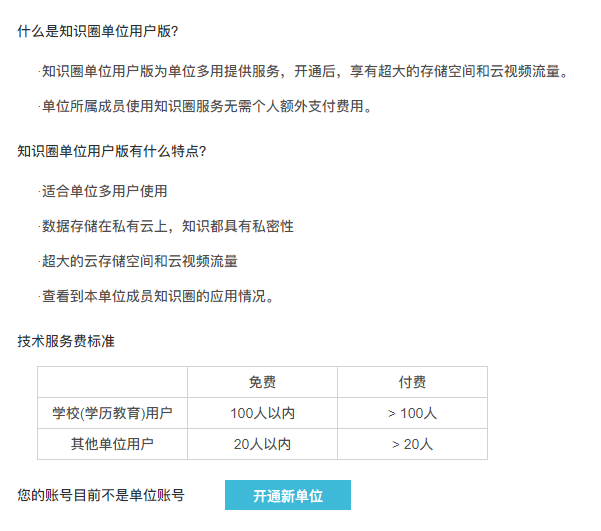 什么是知识圈单位用户版?
·知识圈单位用户版为单位多用提供服务，开通后，享有超大的存储空间和云视频流量。
·单位所属成员使用知识圈服务无需个人额外支付费用。
知识圈单位用户版有什么特点?
·适合单位多用户使用
·数据存储在私有云上，知识都具有私密性
·超大的云存储空间和云视频流量
·查看到本单位成员知识圈的应用情况。
技术服务费标准
免费 付费
学校(学历教育)用户 100人以内 > 100人
其他单位用户 20人以内 > 20人
您的账号目前不是单位账号 开通新单位